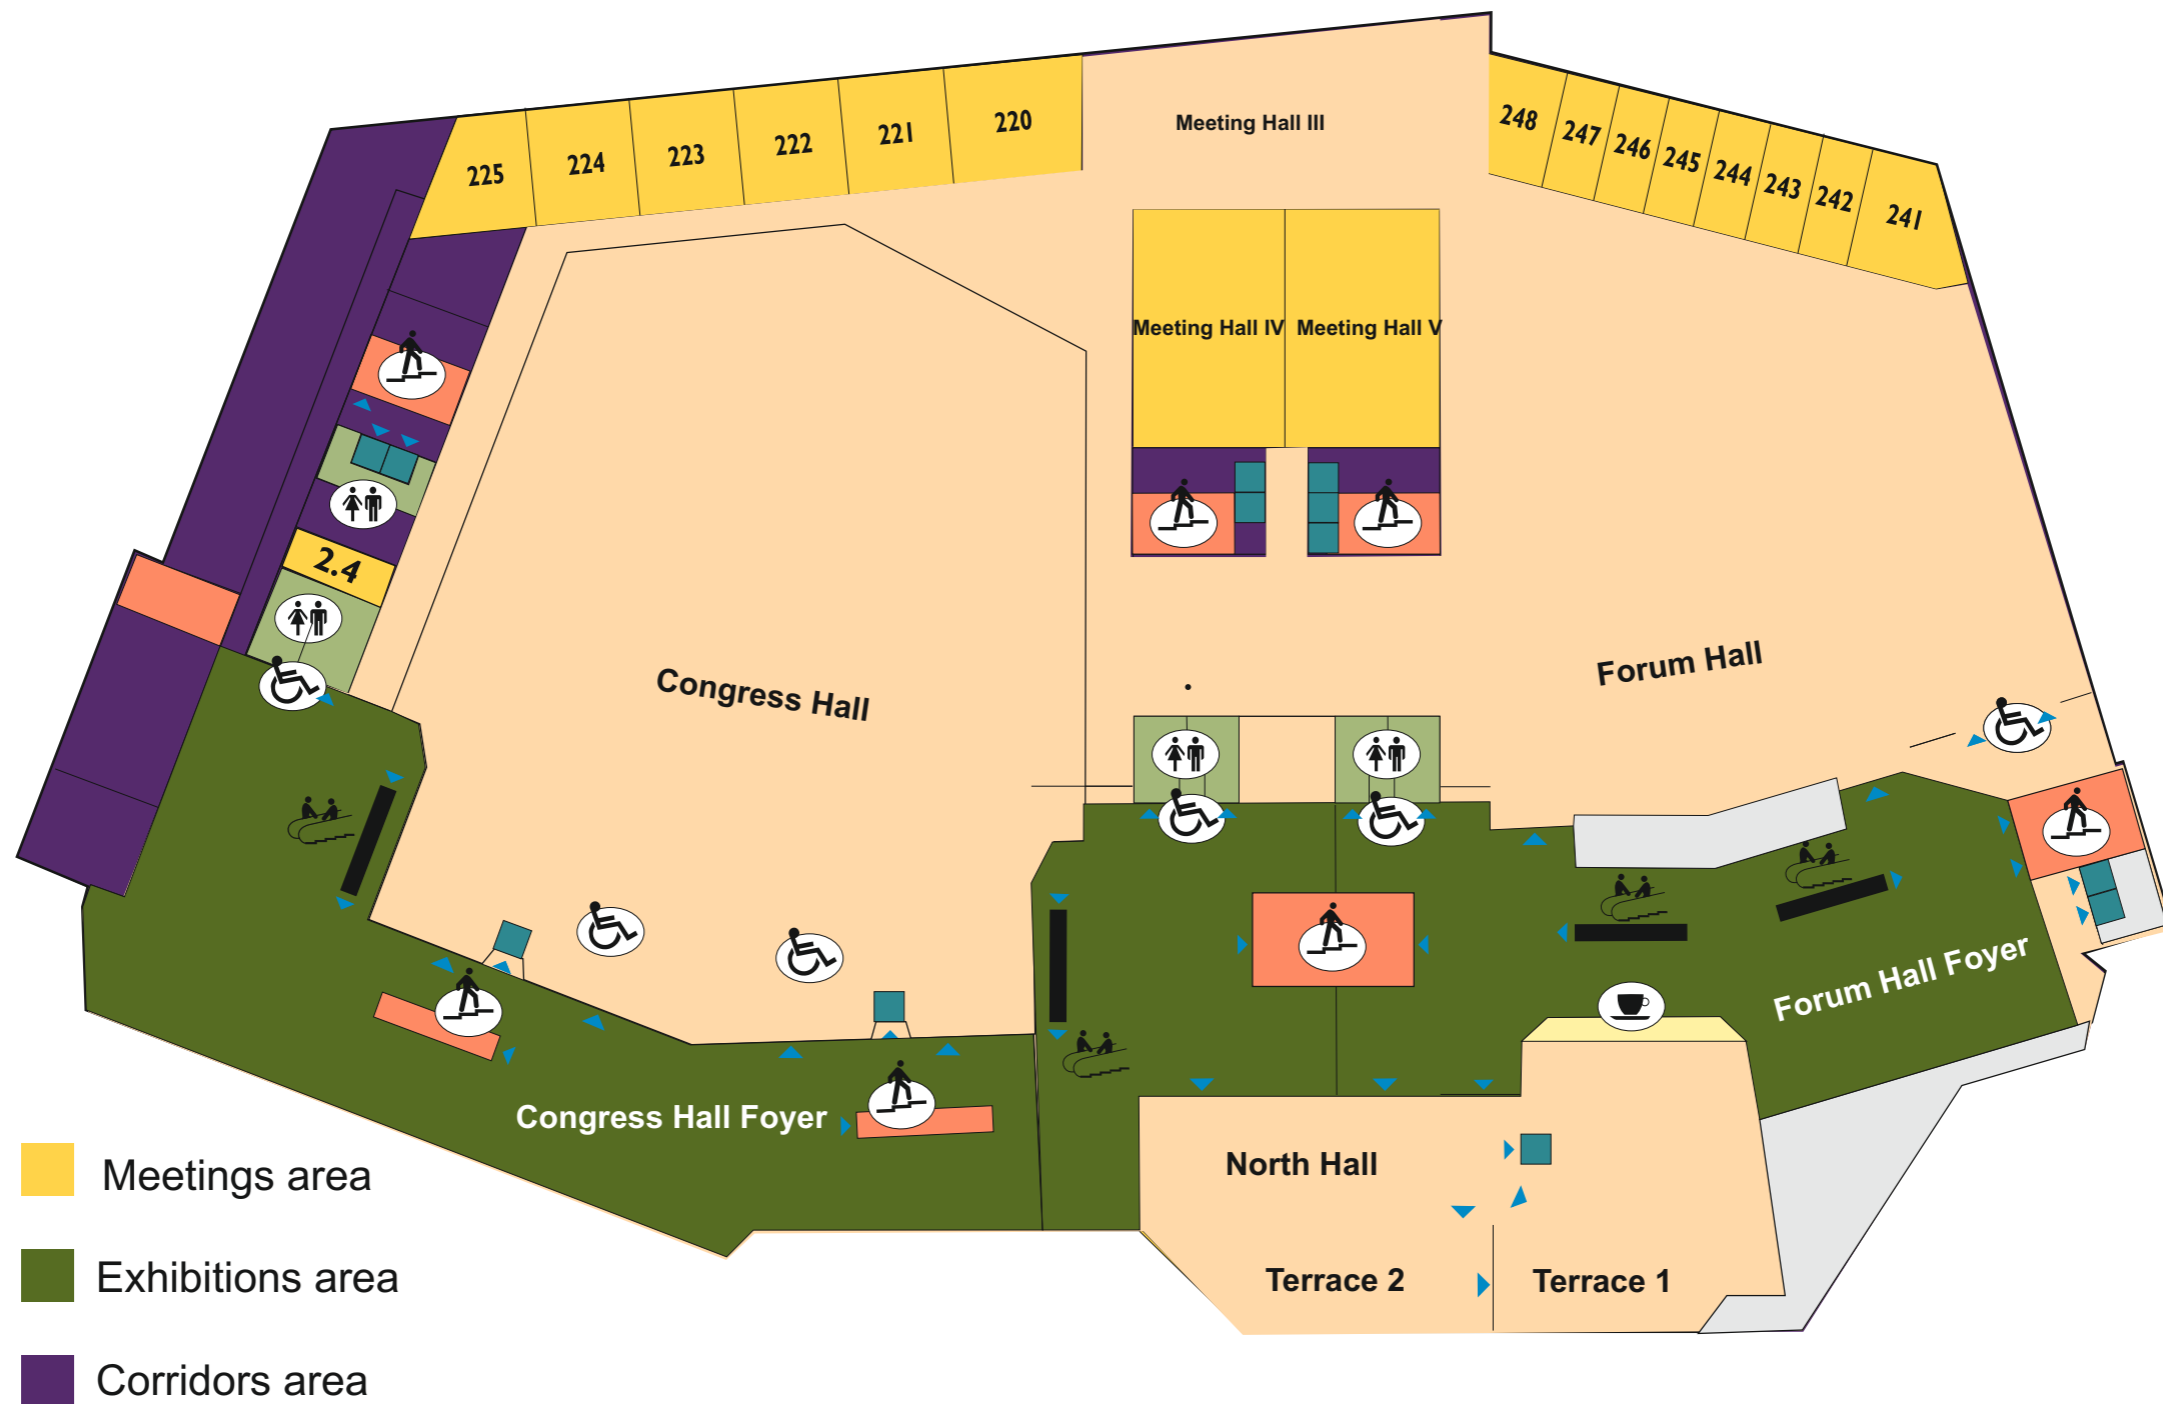 225
224
223
222
221
220
Meeting Hall III
248
247
246
245
244
243
242
241
Meeting Hall IV
Meeting Hall V
2.4
Congress Hall
Forum Hall
Forum Hall Foyer
Congress Hall Foyer
North Hall
Terrace 2
Terrace 1
Meetings area
Exhibitions area
Corridors area